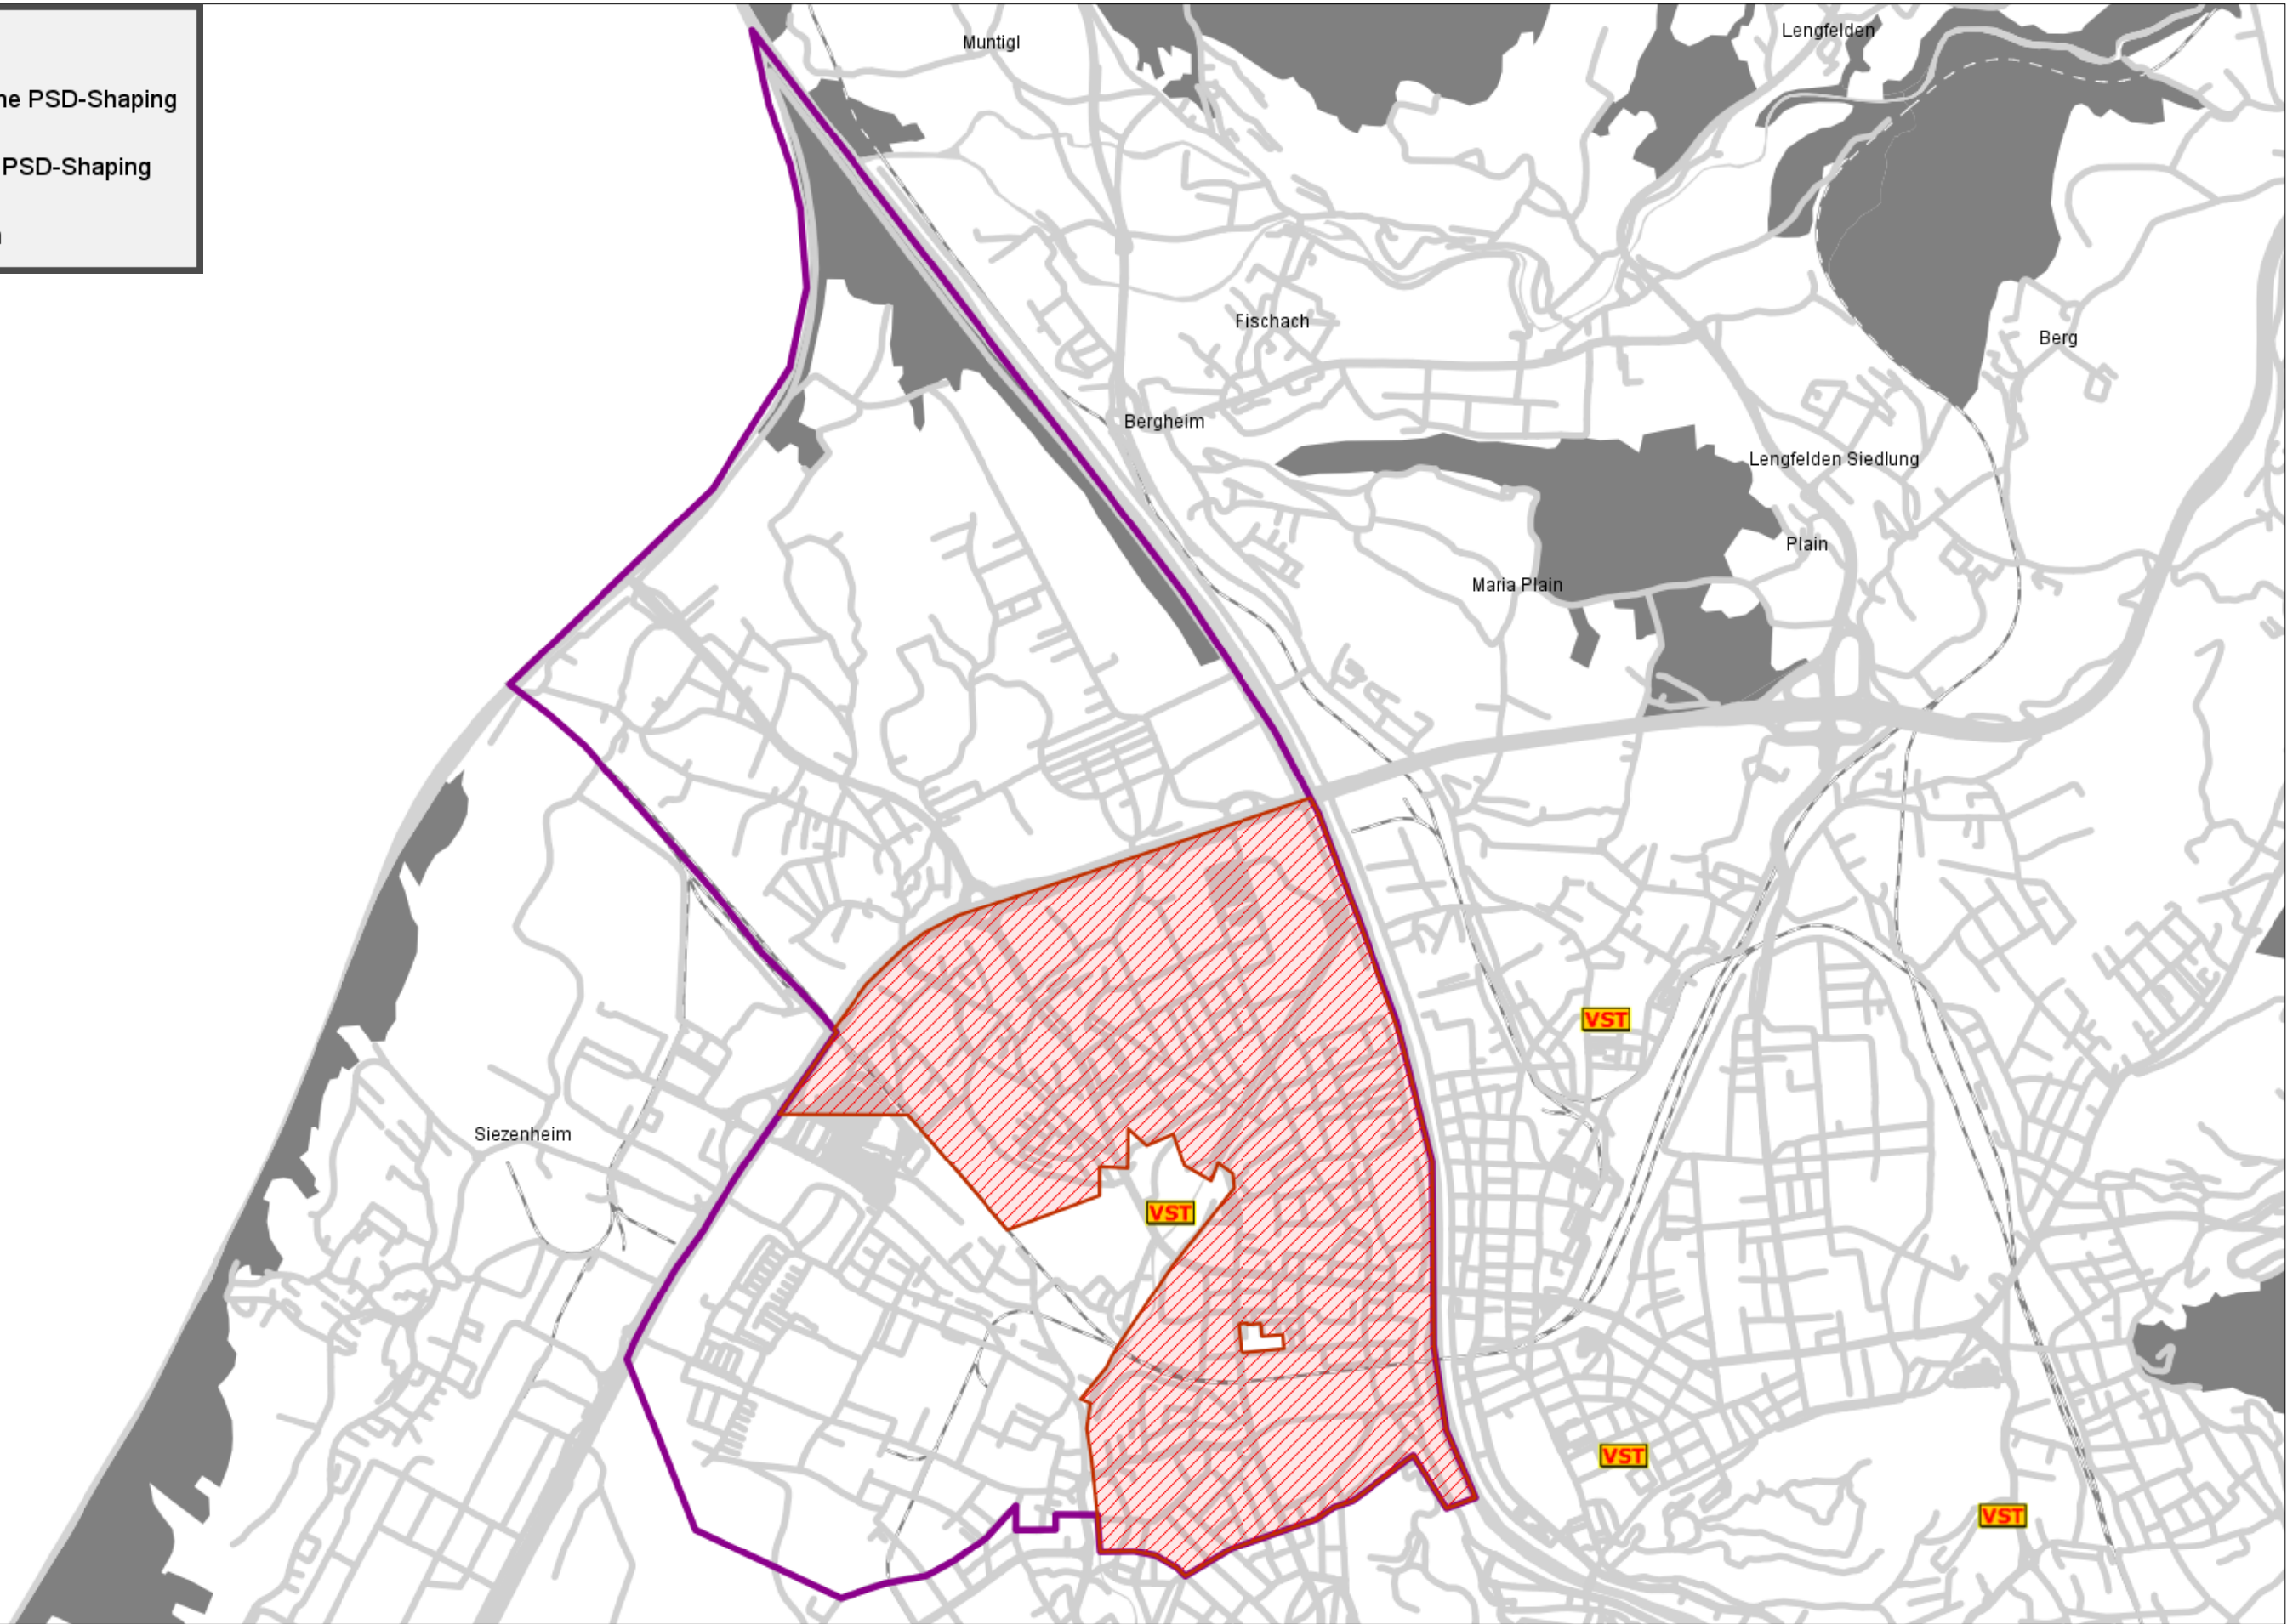 PSD-Shaping
PSD-Shaping
Muntigl
Lengfelden
Fischach
Berg
Bergheim
Lengfelden Siedlung
Plain
Maria Plain
VST
Siezenheim
VST
VST
VST